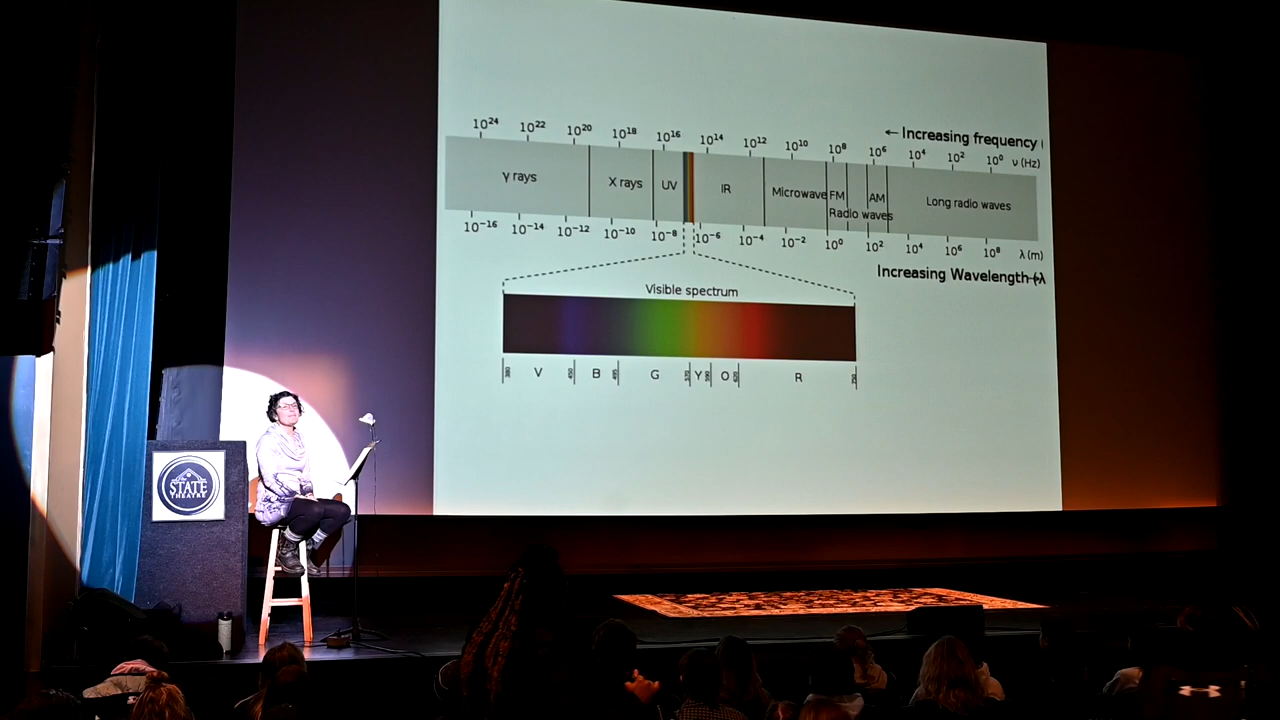 10²⁴ 10²² 10²⁰ 10¹⁸ 10¹⁶ 10¹⁴ 10¹² 10¹⁰ 10⁸ 10⁶ 10⁴ 10² 10⁰ ν (Hz)
← Increasing frequency (
γ rays X rays UV IR Microwave FM AM Long radio waves
Radio waves
10⁻¹⁶ 10⁻¹⁴ 10⁻¹² 10⁻¹⁰ 10⁻⁸ 10⁻⁶ 10⁻⁴ 10⁻² 10⁰ 10² 10⁴ 10⁶ 10⁸ λ (m)
Increasing Wavelength (λ
Visible spectrum
V B G Y O R
STATE
THEATRE